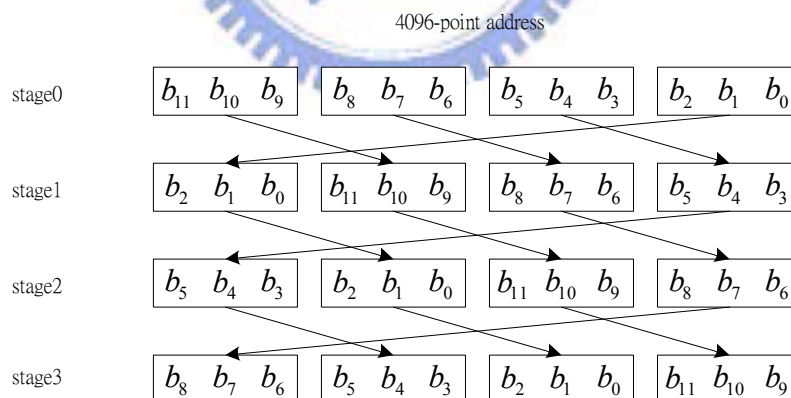 4096-point address
stage0 b₁₁ b₁₀ b₉ b₈ b₇ b₆ b₅ b₄ b₃ b₂ b₁ b₀
stage1 b₂ b₁ b₀ b₁₁ b₁₀ b₉ b₈ b₇ b₆ b₅ b₄ b₃
stage2 b₅ b₄ b₃ b₂ b₁ b₀ b₁₁ b₁₀ b₉ b₈ b₇ b₆
stage3 b₈ b₇ b₆ b₅ b₄ b₃ b₂ b₁ b₀ b₁₁ b₁₀ b₉